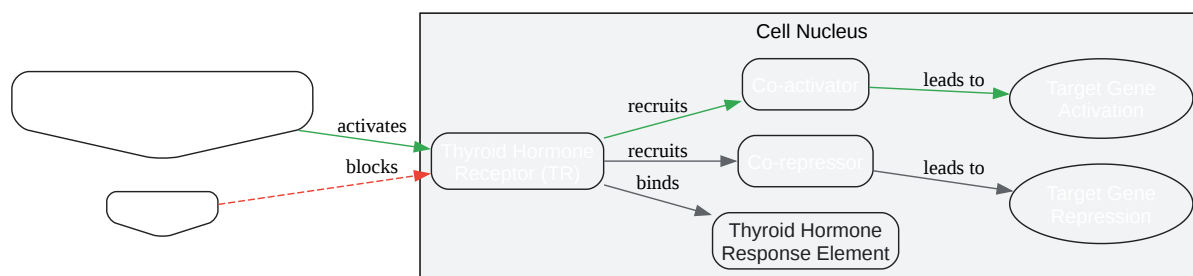 Cell Nucleus
activates
blocks
Thyroid Hormone
Receptor (TR)
recruits
recruits
binds
Co-activator
Co-repressor
Thyroid Hormone
Response Element
leads to
leads to
Target Gene
Activation
Target Gene
Repression